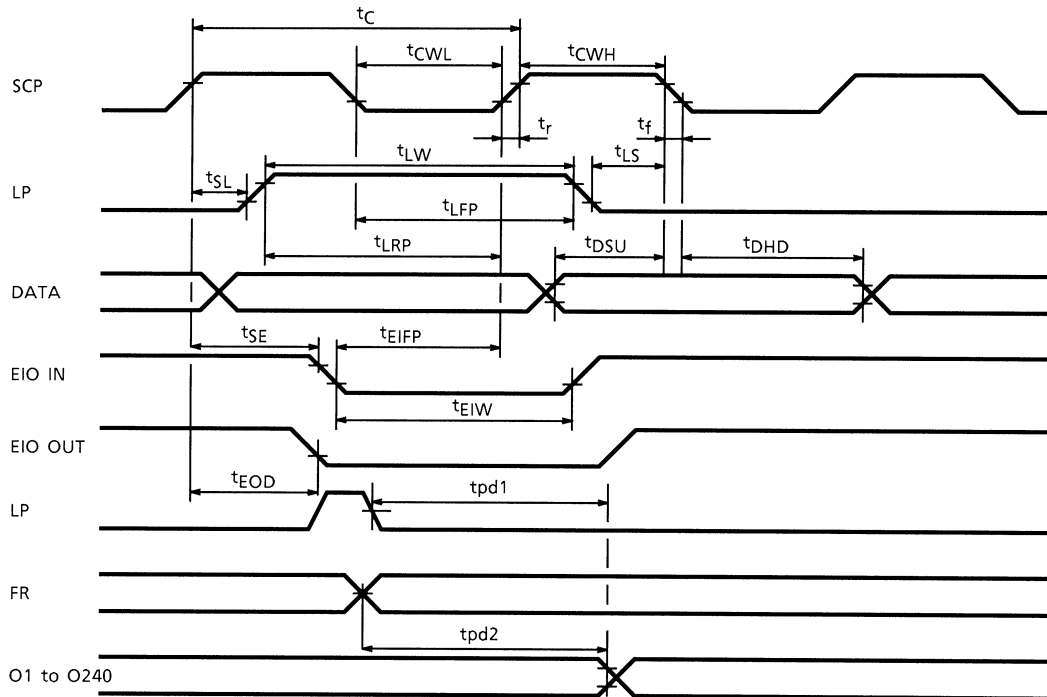 tC
tCWL
tCWH
SCP
tr
tf
tLW
tLS
tSL
LP
tLFP
tLRP
tDSU
tDHD
DATA
tSE
tEIFP
EIO IN
tEIW
EIO OUT
tEOD
tpd1
LP
FR
tpd2
O1 to O240